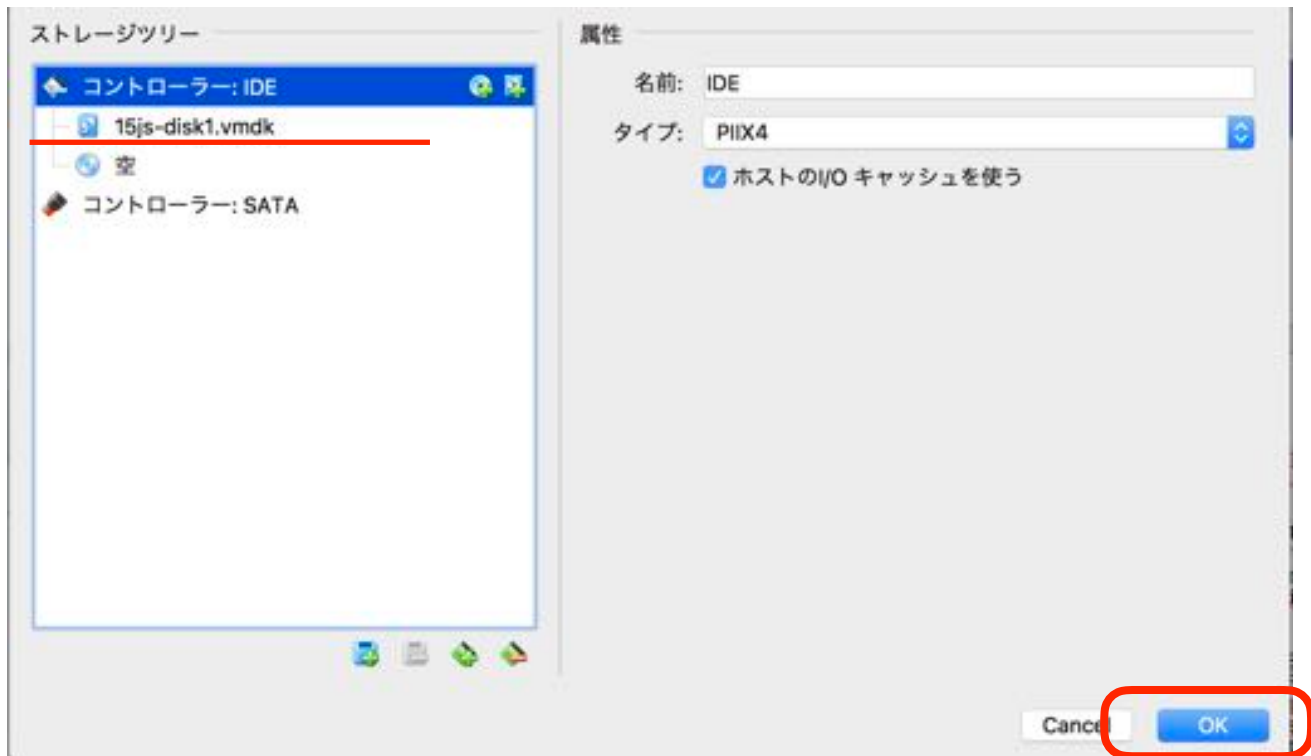 ストレージツリー
コントローラー: IDE
15js-disk1.vmdk
空
コントローラー: SATA
属性
名前: IDE
タイプ: PIIX4
ホストのI/O キャッシュを使う
Cancel OK